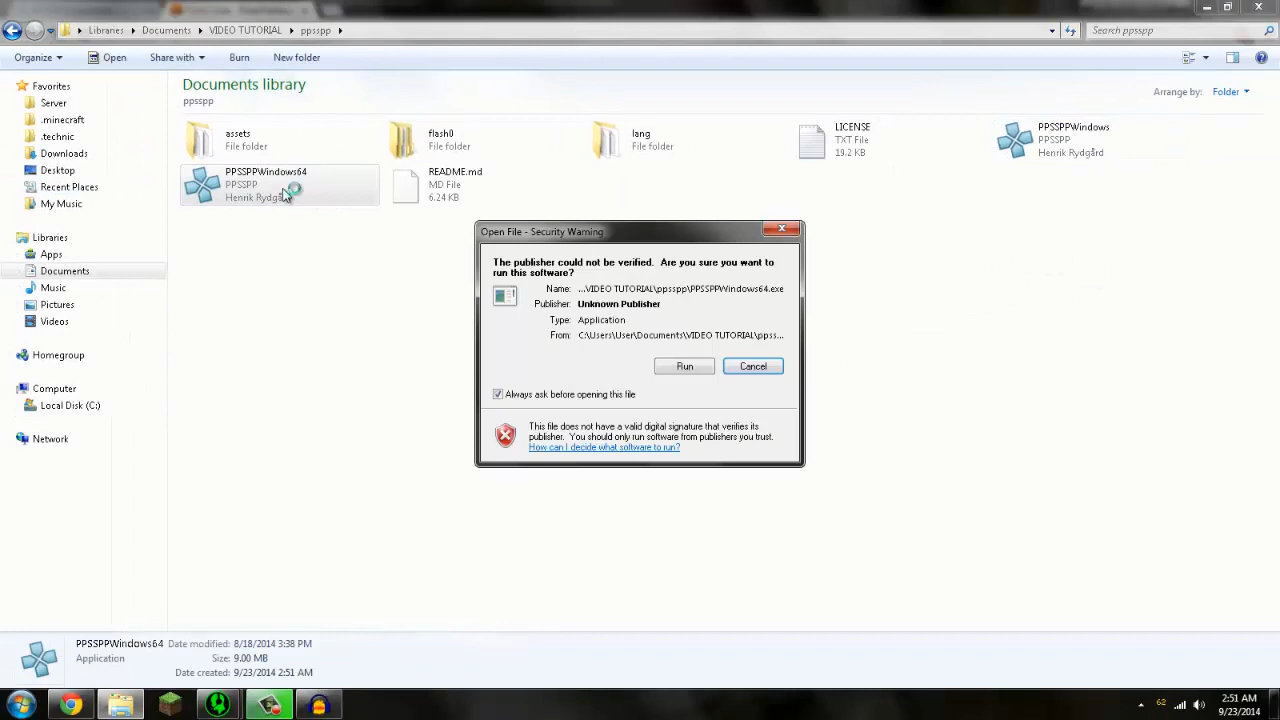 Libraries
Documents
VIDEO TUTORIAL
ppsspp
Search ppsspp
Organize
Open
Share with
Burn
New folder
Favorites
Server
.minecraft
.technic
Downloads
Desktop
Recent Places
My Music
Libraries
Apps
Documents
Music
Pictures
Videos
Homegroup
Computer
Local Disk (C:)
Network
Documents library
ppsspp
Arrange by: Folder
assets
File folder
flash0
File folder
lang
File folder
LICENSE
TXT File
19.2 KB
PPSSPPWindows
PPSSPP
Henrik Rydgård
PPSSPPWindows64
PPSSPP
Henrik
README.md
MD File
6.24 KB
Open File - Security Warning
The publisher could not be verified. Are you sure you want to
run this software?
Name: ...VIDEO TUTORIAL\ppsspp\PPSSPPWindows64.exe
Publisher: Unknown Publisher
Type: Application
From: C:\Users\User\Documents\VIDEO TUTORIAL\ppss...
Run
Cancel
Always ask before opening this file
This file does not have a valid digital signature that verifies its
publisher. You should only run software from publishers you trust.
How can I decide what software to run?
PPSSPPWindows64 Date modified: 8/18/2014 3:38 PM
Application Size: 9.00 MB
Date created: 9/23/2014 2:51 AM
62
2:51 AM
9/23/2014